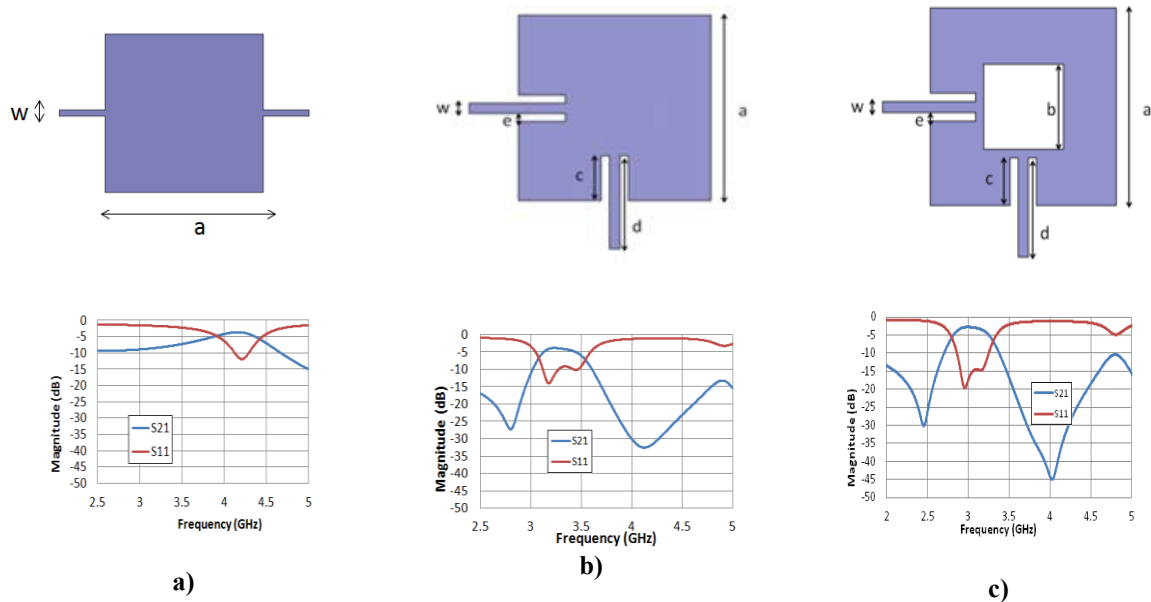 w
a
w
e
c
d
a
w
e
b
c
d
a
Magnitude (dB)
0
-5
-10
-15
-20
-25
-30
-35
-40
-45
-50
S21
S11
2.5 3 3.5 4 4.5 5
Frequency (GHz)
a)
Magnitude (dB)
0
-5
-10
-15
-20
-25
-30
-35
-40
-45
-50
S21
S11
2.5 3 3.5 4 4.5 5
Frequency (GHz)
b)
Magnitude (dB)
0
-5
-10
-15
-20
-25
-30
-35
-40
-45
-50
S21
S11
2 2.5 3 3.5 4 4.5 5
Frequency (GHz)
c)